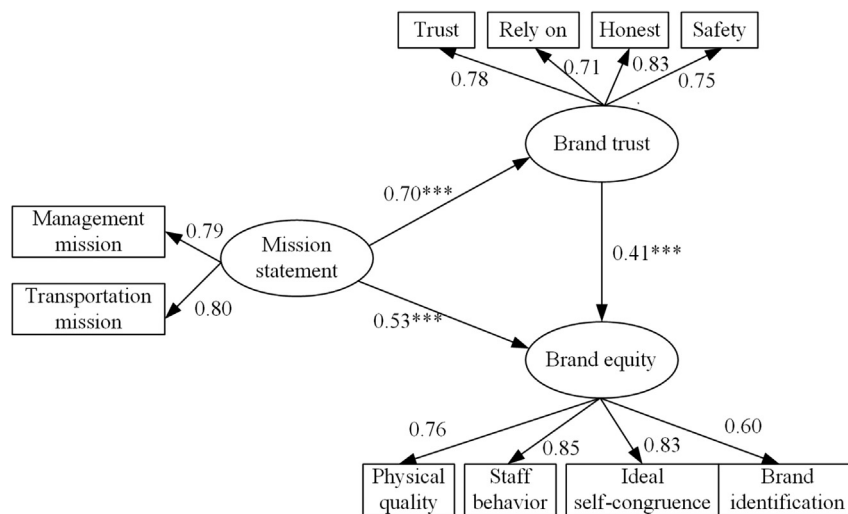 Trust
Rely on
Honest
Safety
0.78
0.71
0.83
0.75
Brand trust
0.70***
Management
mission
0.79
Mission
statement
0.41***
Transportation
mission
0.80
0.53***
Brand equity
0.76
0.85
0.83
0.60
Physical
quality
Staff
behavior
Ideal
self-congruence
Brand
identification